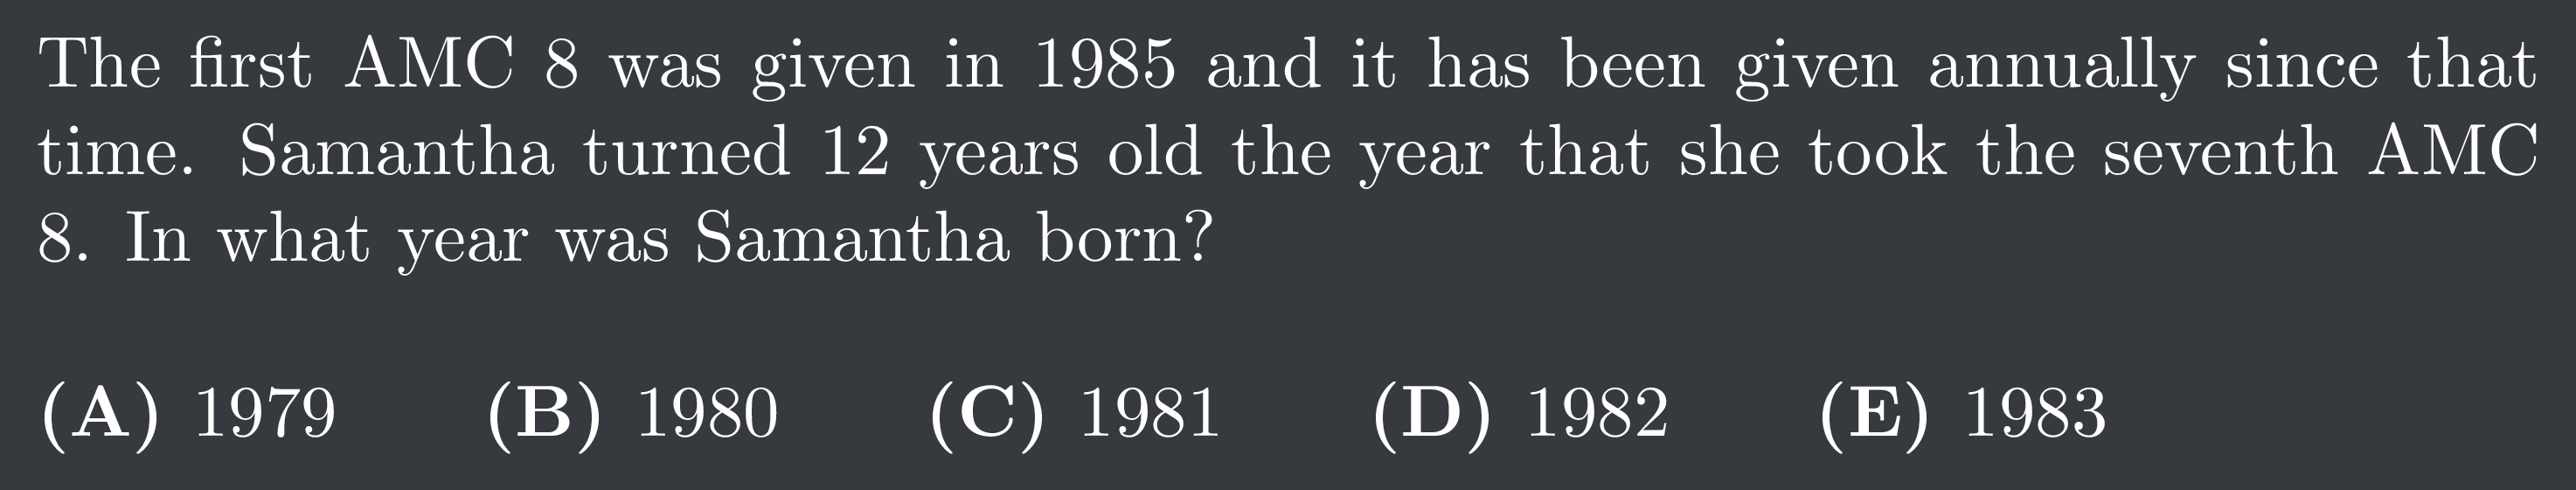 The first AMC 8 was given in 1985 and it has been given annually since that
time. Samantha turned 12 years old the year that she took the seventh AMC
8. In what year was Samantha born?
(A) 1979 (B) 1980 (C) 1981 (D) 1982 (E) 1983